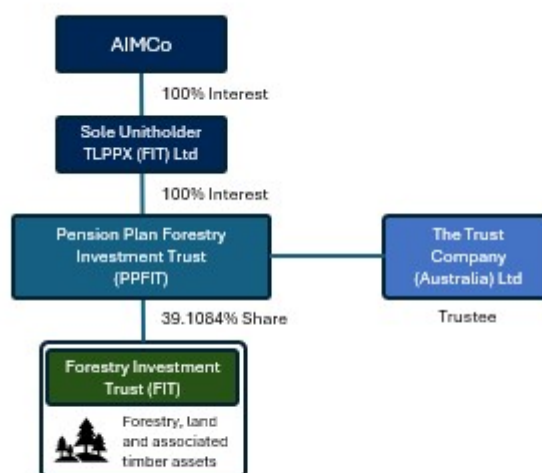 AIMCo
100% Interest
Sole Unitholder
TLPPX (FIT) Ltd
100% Interest
Pension Plan Forestry
Investment Trust
(PPFIT)
The Trust
Company
(Australia) Ltd
Trustee
39.1084% Share
Forestry Investment
Trust (FIT)
Forestry, land
and associated
timber assets